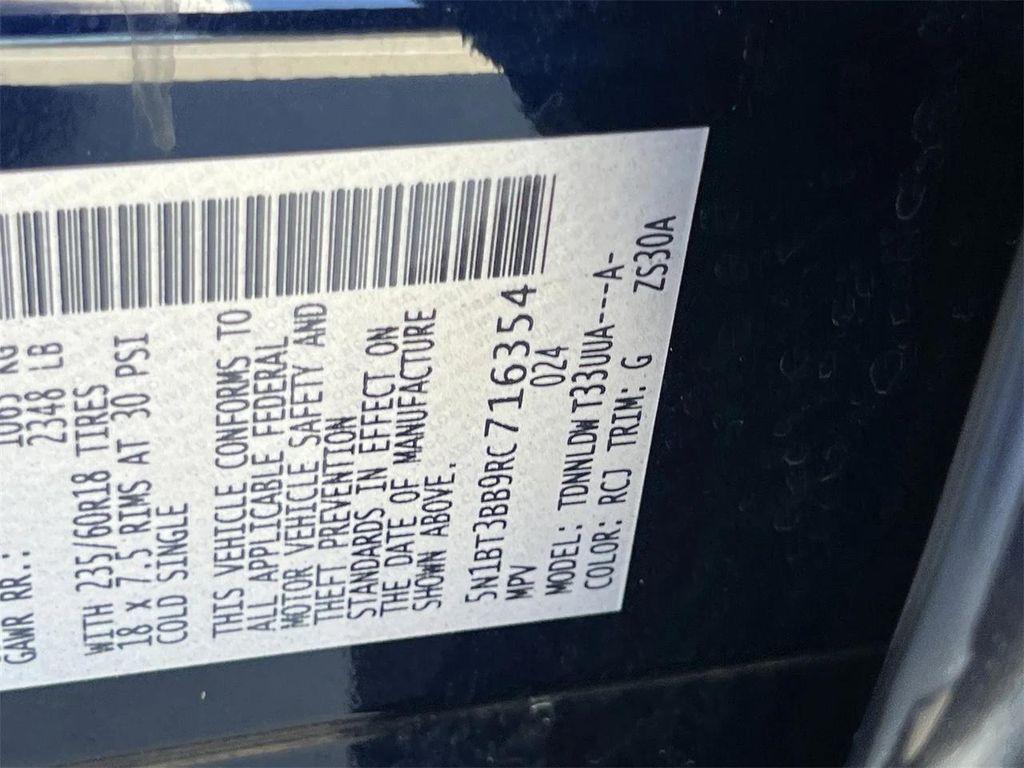 GAWR RR.: KG
2348 LB
WITH 235/60R18 TIRES
18 X 7.5 RIMS AT 30 PSI
COLD SINGLE
THIS VEHICLE CONFORMS TO
ALL APPLICABLE FEDERAL
MOTOR VEHICLE SAFETY AND
THEFT PREVENTION
STANDARDS IN EFFECT ON
THE DATE OF MANUFACTURE
SHOWN ABOVE.
5N1BT3BB9RC716354
MPV 024
MODEL: TDNNLDWT33UUA---A-
COLOR: RCJ TRIM: G ZS30A